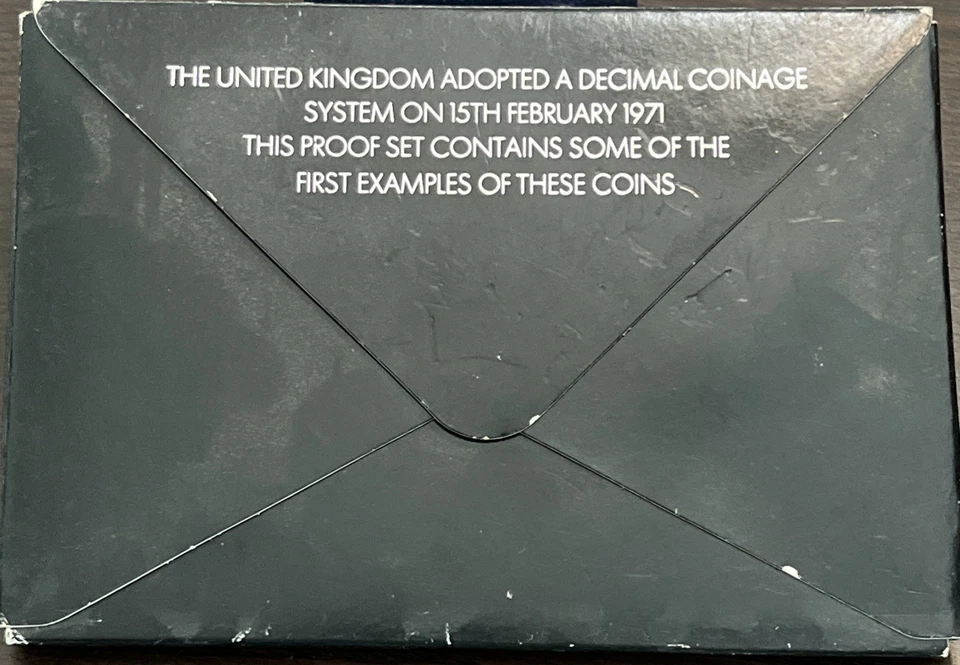 THE UNITED KINGDOM ADOPTED A DECIMAL COINAGE
SYSTEM ON 15TH FEBRUARY 1971
THIS PROOF SET CONTAINS SOME OF THE
FIRST EXAMPLES OF THESE COINS